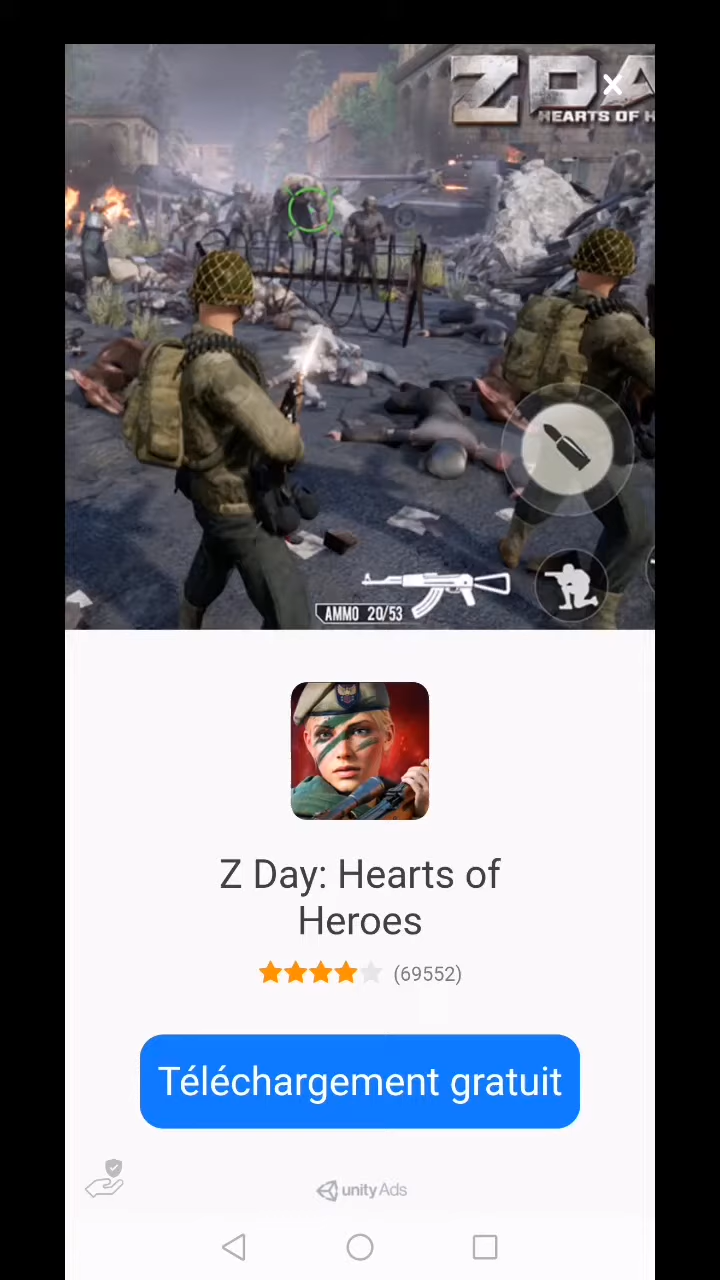 ZDA
HEARTS OF H
AMMO 20/53
Z Day: Hearts of
Heroes
(69552)
Téléchargement gratuit
unity Ads